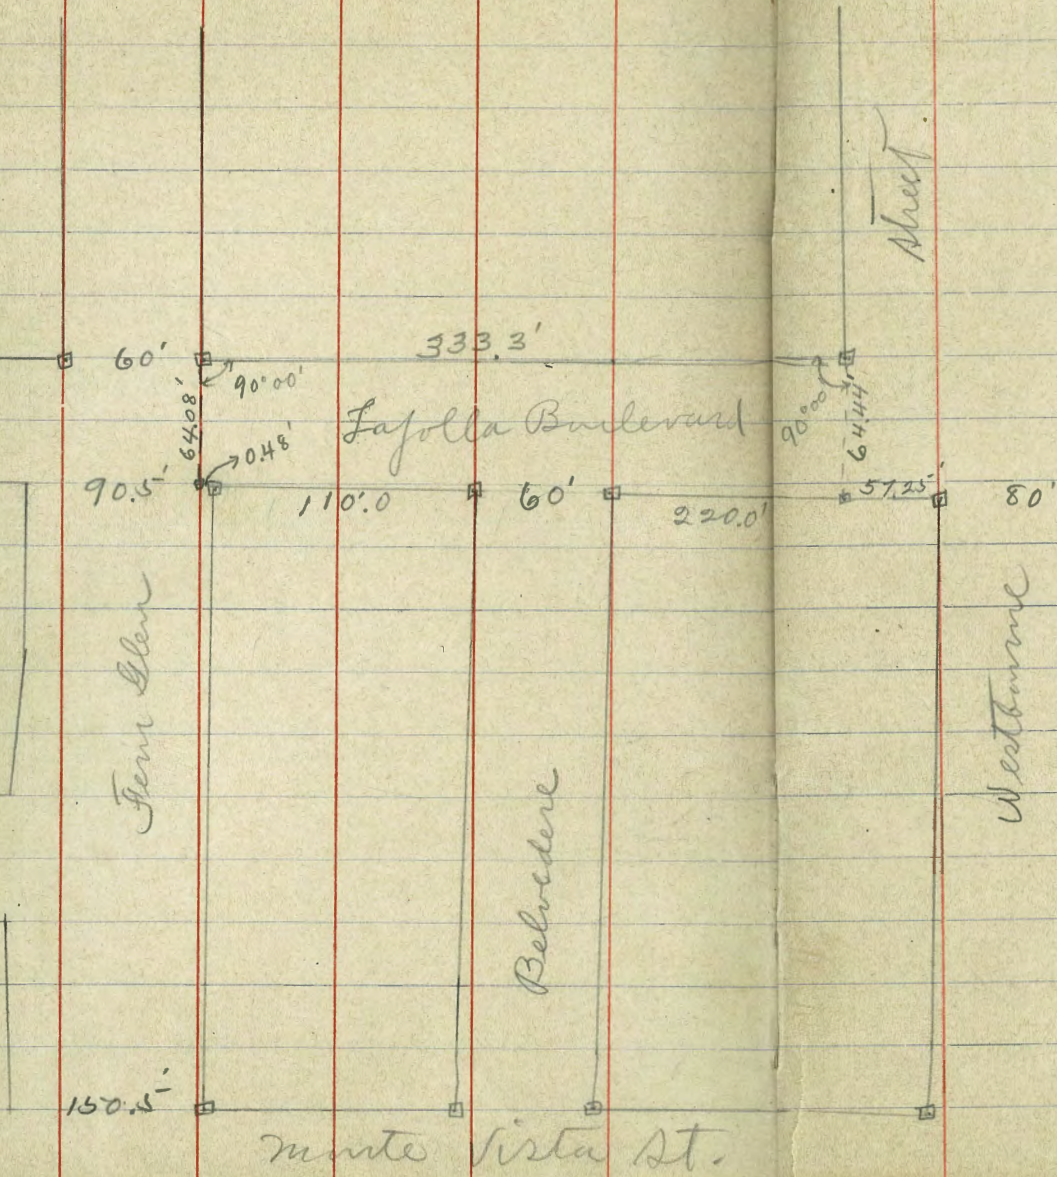 Street
60'
333.3'
90°00'
90°00'
64.08'
64.44'
Lajolla Boulevard
0.48'
90.5'
110'.0
60'
220.0'
57.25'
80'
Fern Glen
Belvedere
Westbourne
150.5'
Monte Vista St.